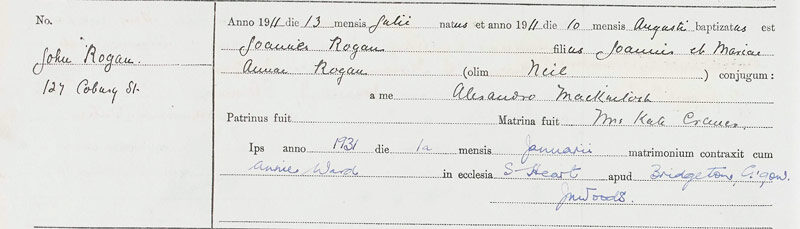 No.
John Rogan.
127 Coburg St.
Anno 1911 die 13 mensis Julii natus et anno 1911 die 10 mensis Augusti baptizatus est
Joannes Rogan filius Joannis et Mariae
Annae Rogan (olim Neil ) conjugum :
a me Alexandro Mackintosh
Patrinus fuit Matrina fuit Mrs Kate
Ips anno 1931 die 1a mensis Januarii matrimonium contraxit cum
Annie Ward in ecclesia S. Heart apud Bridgeton, G'gow.
JWoods.